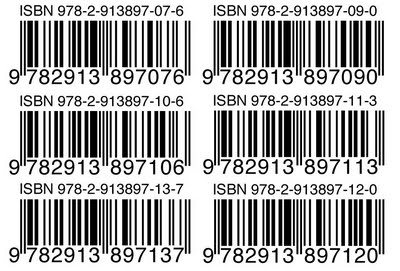 ISBN 978-2-913897-07-6
9 782913 897076
ISBN 978-2-913897-09-0
9 782913 897090
ISBN 978-2-913897-10-6
9 782913 897106
ISBN 978-2-913897-11-3
9 782913 897113
ISBN 978-2-913897-13-7
9 782913 897137
ISBN 978-2-913897-12-0
9 782913 897120